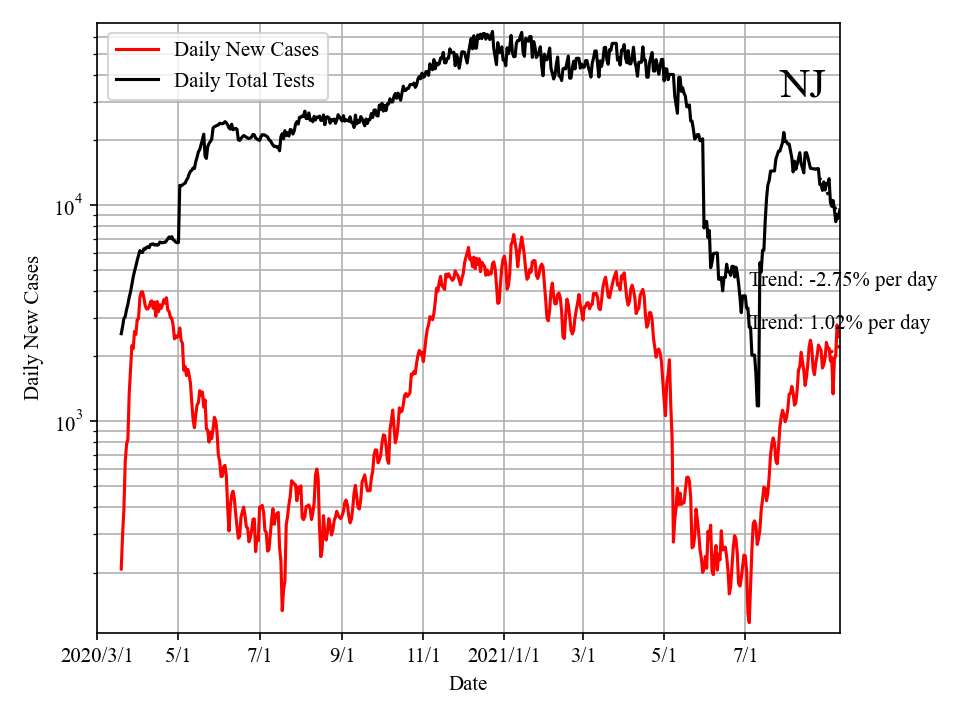 Daily New Cases
Daily Total Tests
NJ
10^4
10^3
Trend: -2.75% per day
Trend: 1.02% per day
Daily New Cases
2020/3/1 5/1 7/1 9/1 11/1 2021/1/1 3/1 5/1 7/1
Date